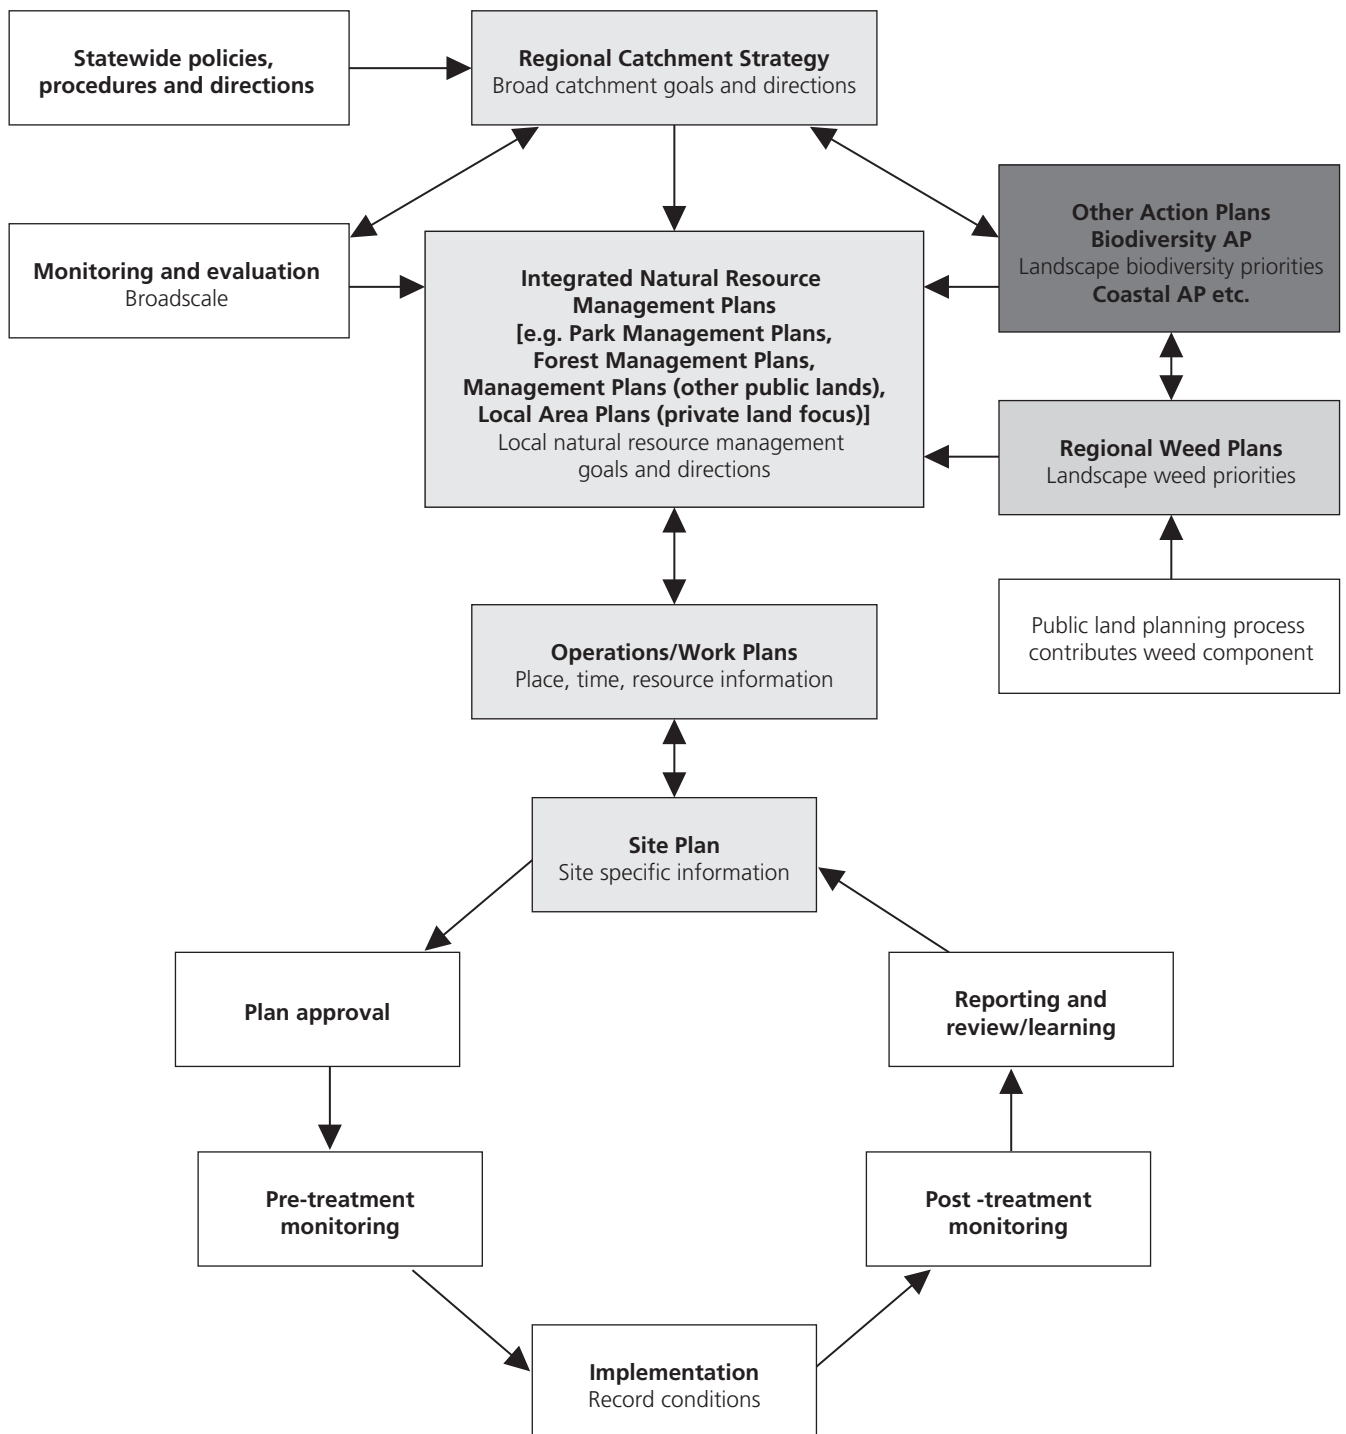 Statewide policies,
procedures and directions
Regional Catchment Strategy
Broad catchment goals and directions
Other Action Plans
Biodiversity AP
Landscape biodiversity priorities
Coastal AP etc.
Monitoring and evaluation
Broadscale
Integrated Natural Resource
Management Plans
[e.g. Park Management Plans,
Forest Management Plans,
Management Plans (other public lands),
Local Area Plans (private land focus)]
Local natural resource management
goals and directions
Regional Weed Plans
Landscape weed priorities
Public land planning process
contributes weed component
Operations/Work Plans
Place, time, resource information
Site Plan
Site specific information
Plan approval
Reporting and
review/learning
Pre-treatment
monitoring
Post -treatment
monitoring
Implementation
Record conditions